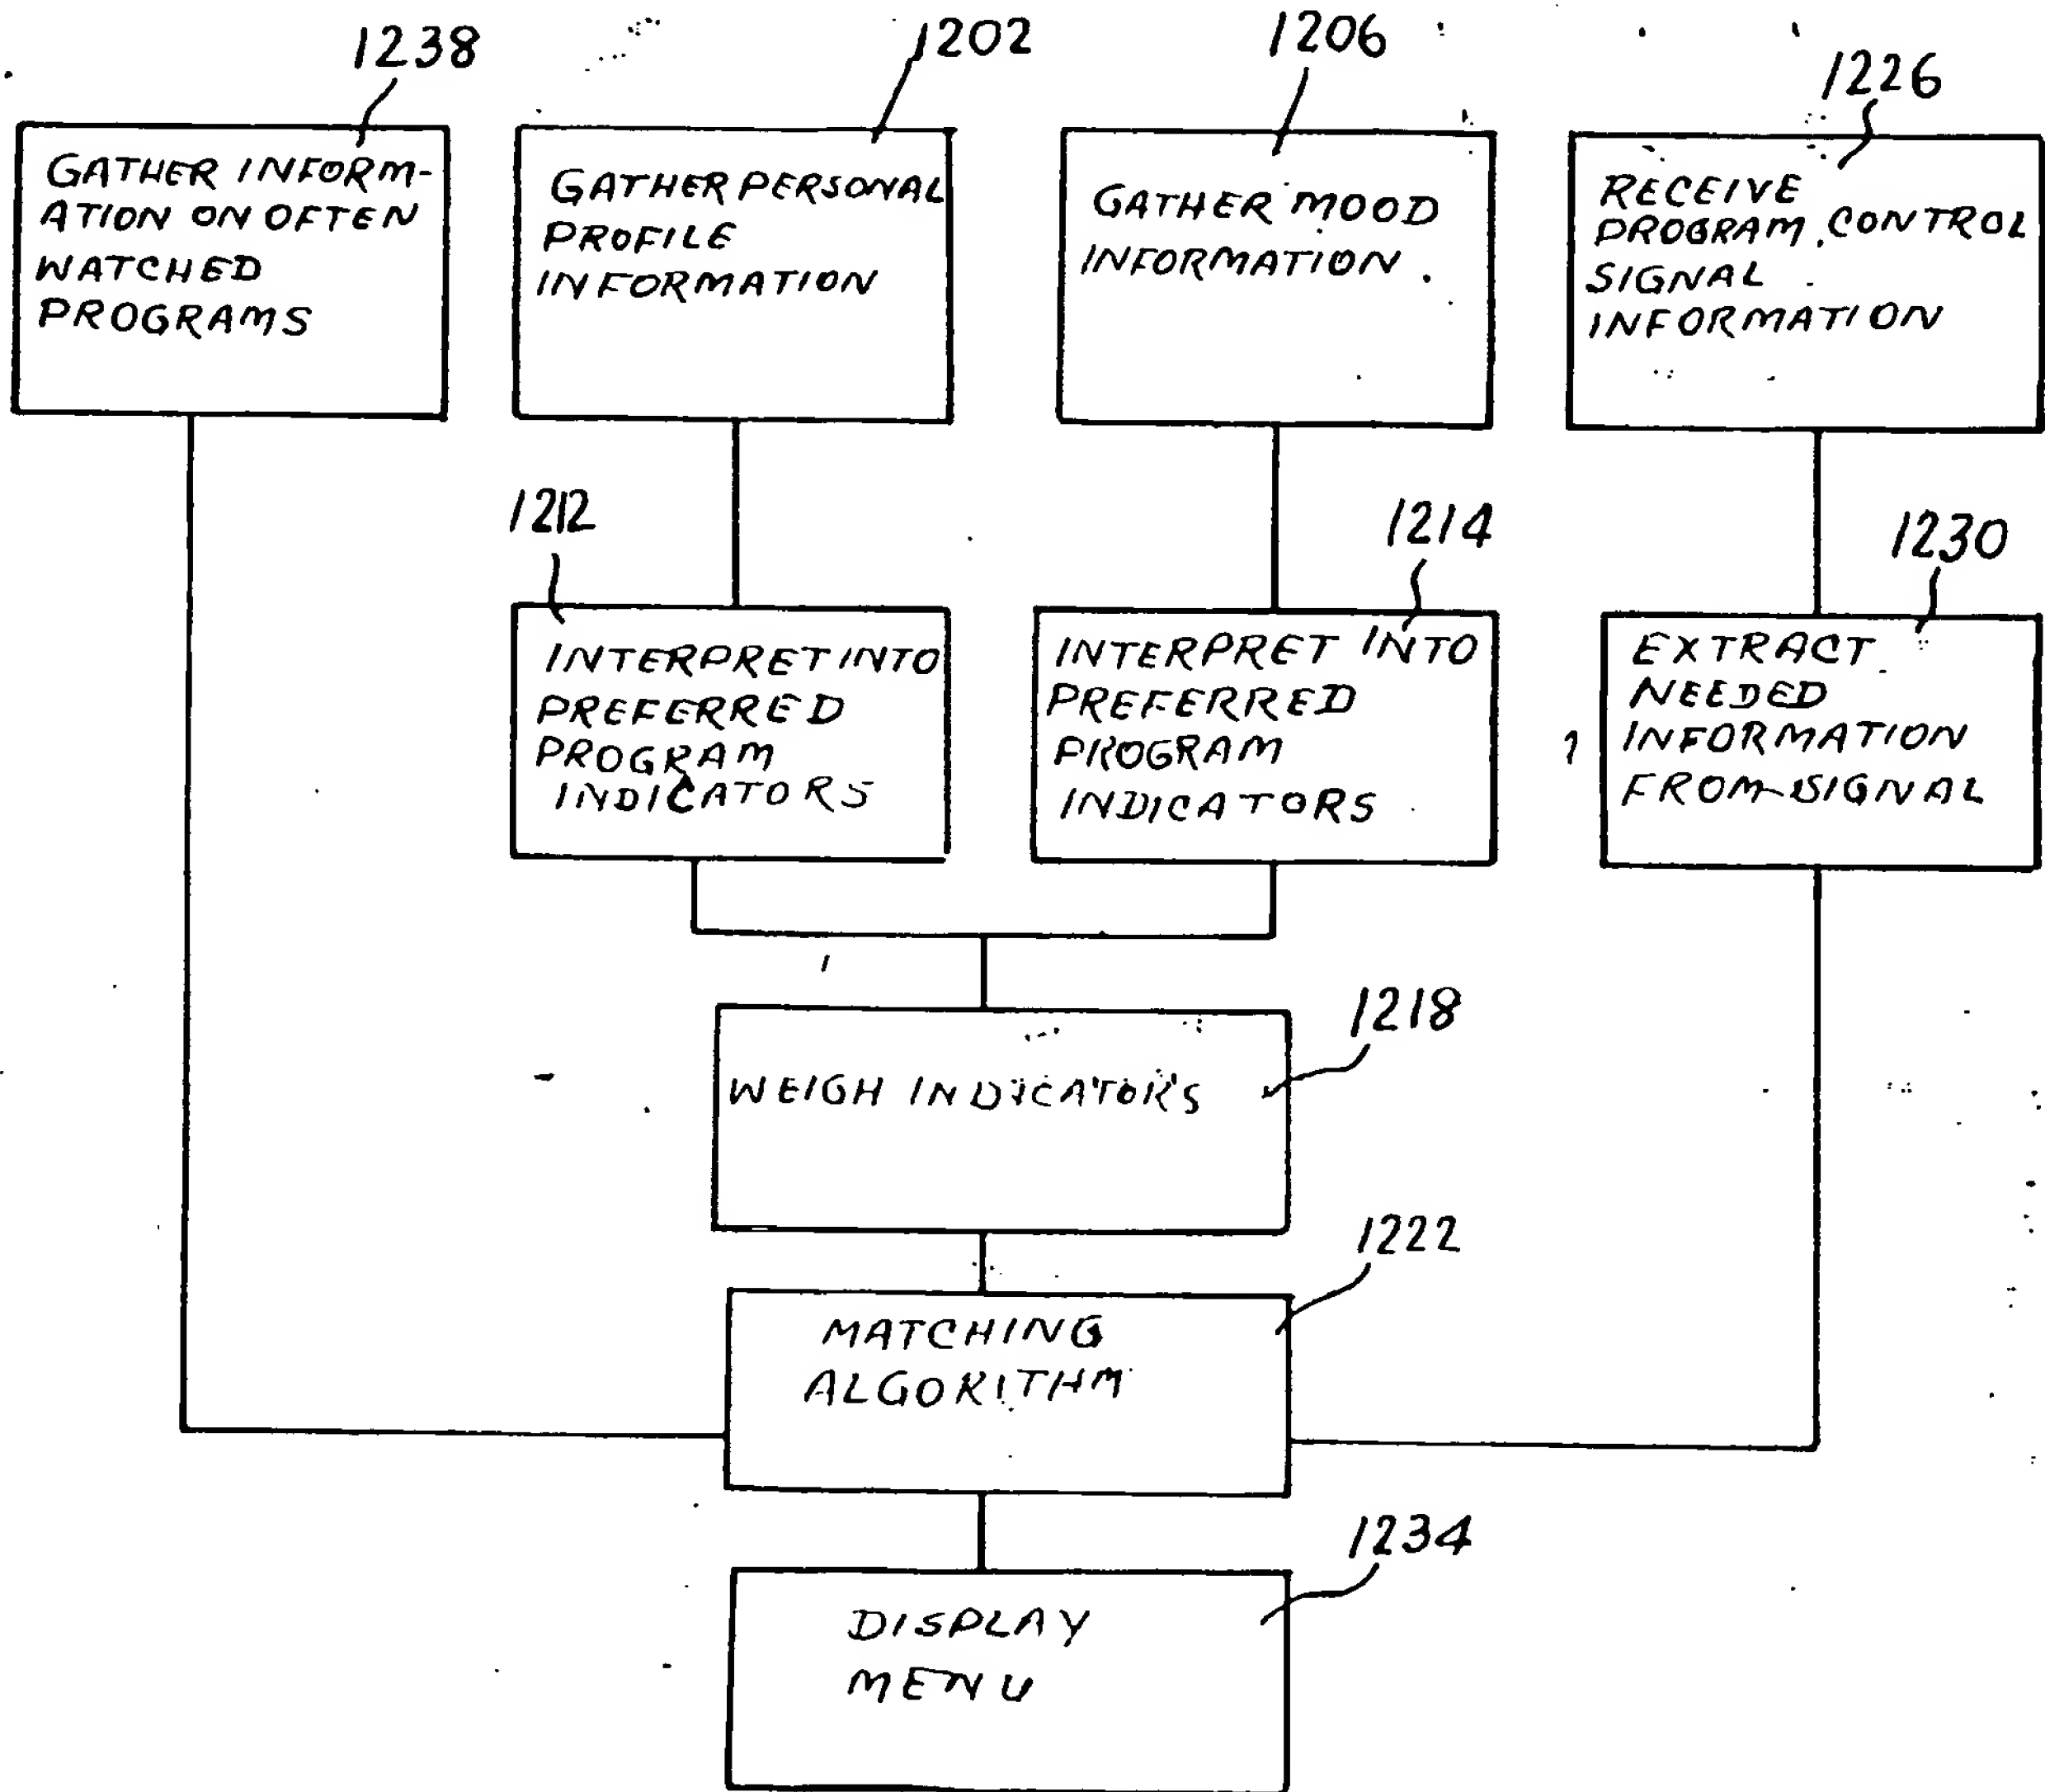 1238
1202
1206
1226
GATHER INFORM-
ATION ON OFTEN
WATCHED
PROGRAMS
GATHER PERSONAL
PROFILE
INFORMATION
GATHER MOOD
INFORMATION
RECEIVE
PROGRAM CONTROL
SIGNAL
INFORMATION
1212
1214
1230
INTERPRET INTO
PREFERRED
PROGRAM
INDICATORS
INTERPRET INTO
PREFERRED
PROGRAM
INDICATORS
EXTRACT
NEEDED
INFORMATION
FROM SIGNAL
1218
WEIGH INDICATORS
1222
MATCHING
ALGORITHM
1234
DISPLAY
MENU